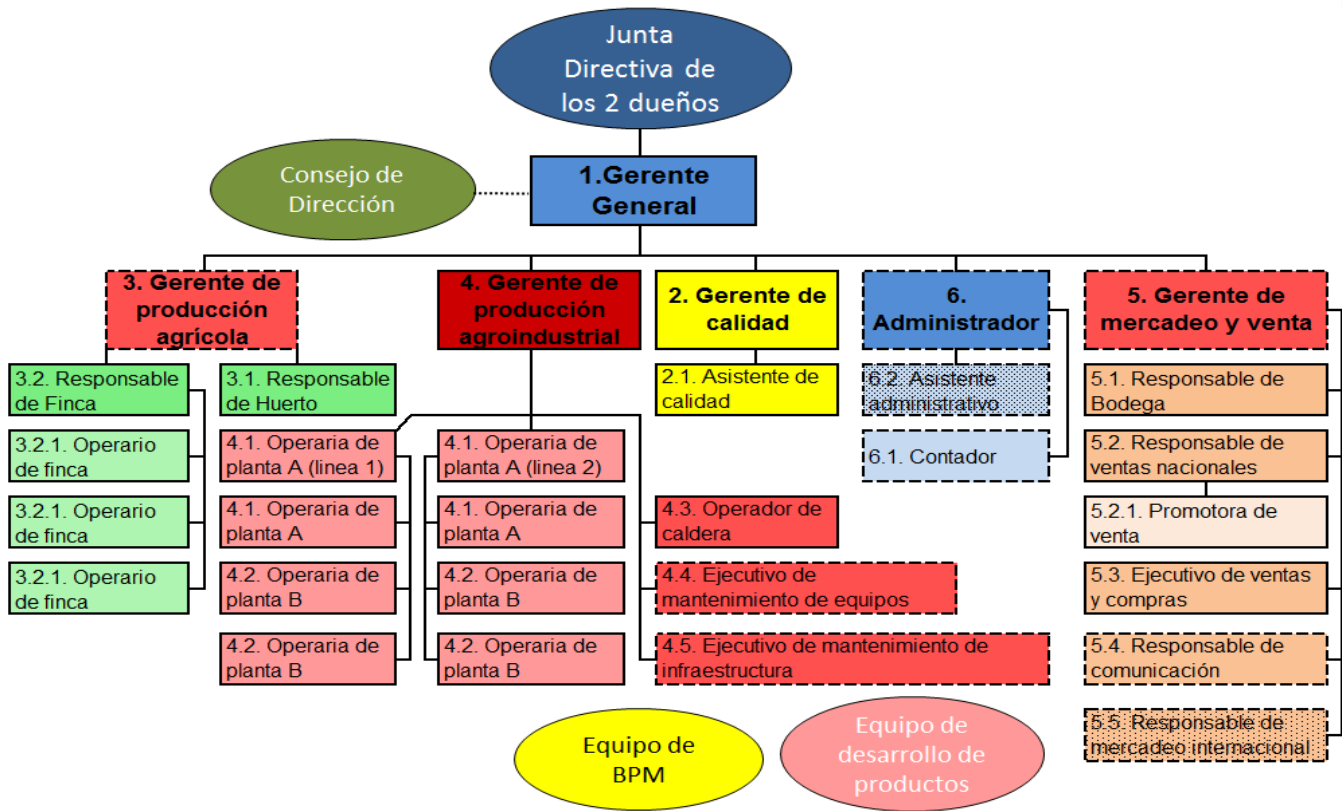 Junta
Directiva de
los 2 dueños
Consejo de
Dirección
1.Gerente
General
3. Gerente de
producción
agrícola
4. Gerente de
producción
agroindustrial
2. Gerente de
calidad
6.
Administrador
5. Gerente de
mercadeo y venta
3.2. Responsable
de Finca
3.1. Responsable
de Huerto
2.1. Asistente de
calidad
6.2. Asistente
administrativo
5.1. Responsable de
Bodega
3.2.1. Operario
de finca
4.1. Operaria de
planta A (linea 1)
4.1. Operaria de
planta A (linea 2)
6.1. Contador
5.2. Responsable de
ventas nacionales
3.2.1. Operario
de finca
4.1. Operaria de
planta A
4.1. Operaria de
planta A
4.3. Operador de
caldera
5.2.1. Promotora de
venta
3.2.1. Operario
de finca
4.2. Operaria de
planta B
4.2. Operaria de
planta B
4.4. Ejecutivo de
mantenimiento de equipos
5.3. Ejecutivo de ventas
y compras
4.2. Operaria de
planta B
4.2. Operaria de
planta B
4.5. Ejecutivo de mantenimiento de
infraestructura
5.4. Responsable de
comunicación
5.5. Responsable de
mercadeo internacional
Equipo de
BPM
Equipo de
desarrollo de
productos